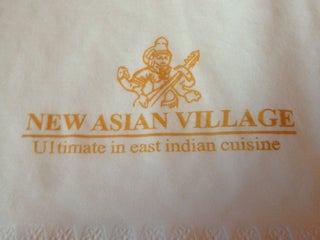 NEW ASIAN VILLAGE
Ultimate in east indian cuisine